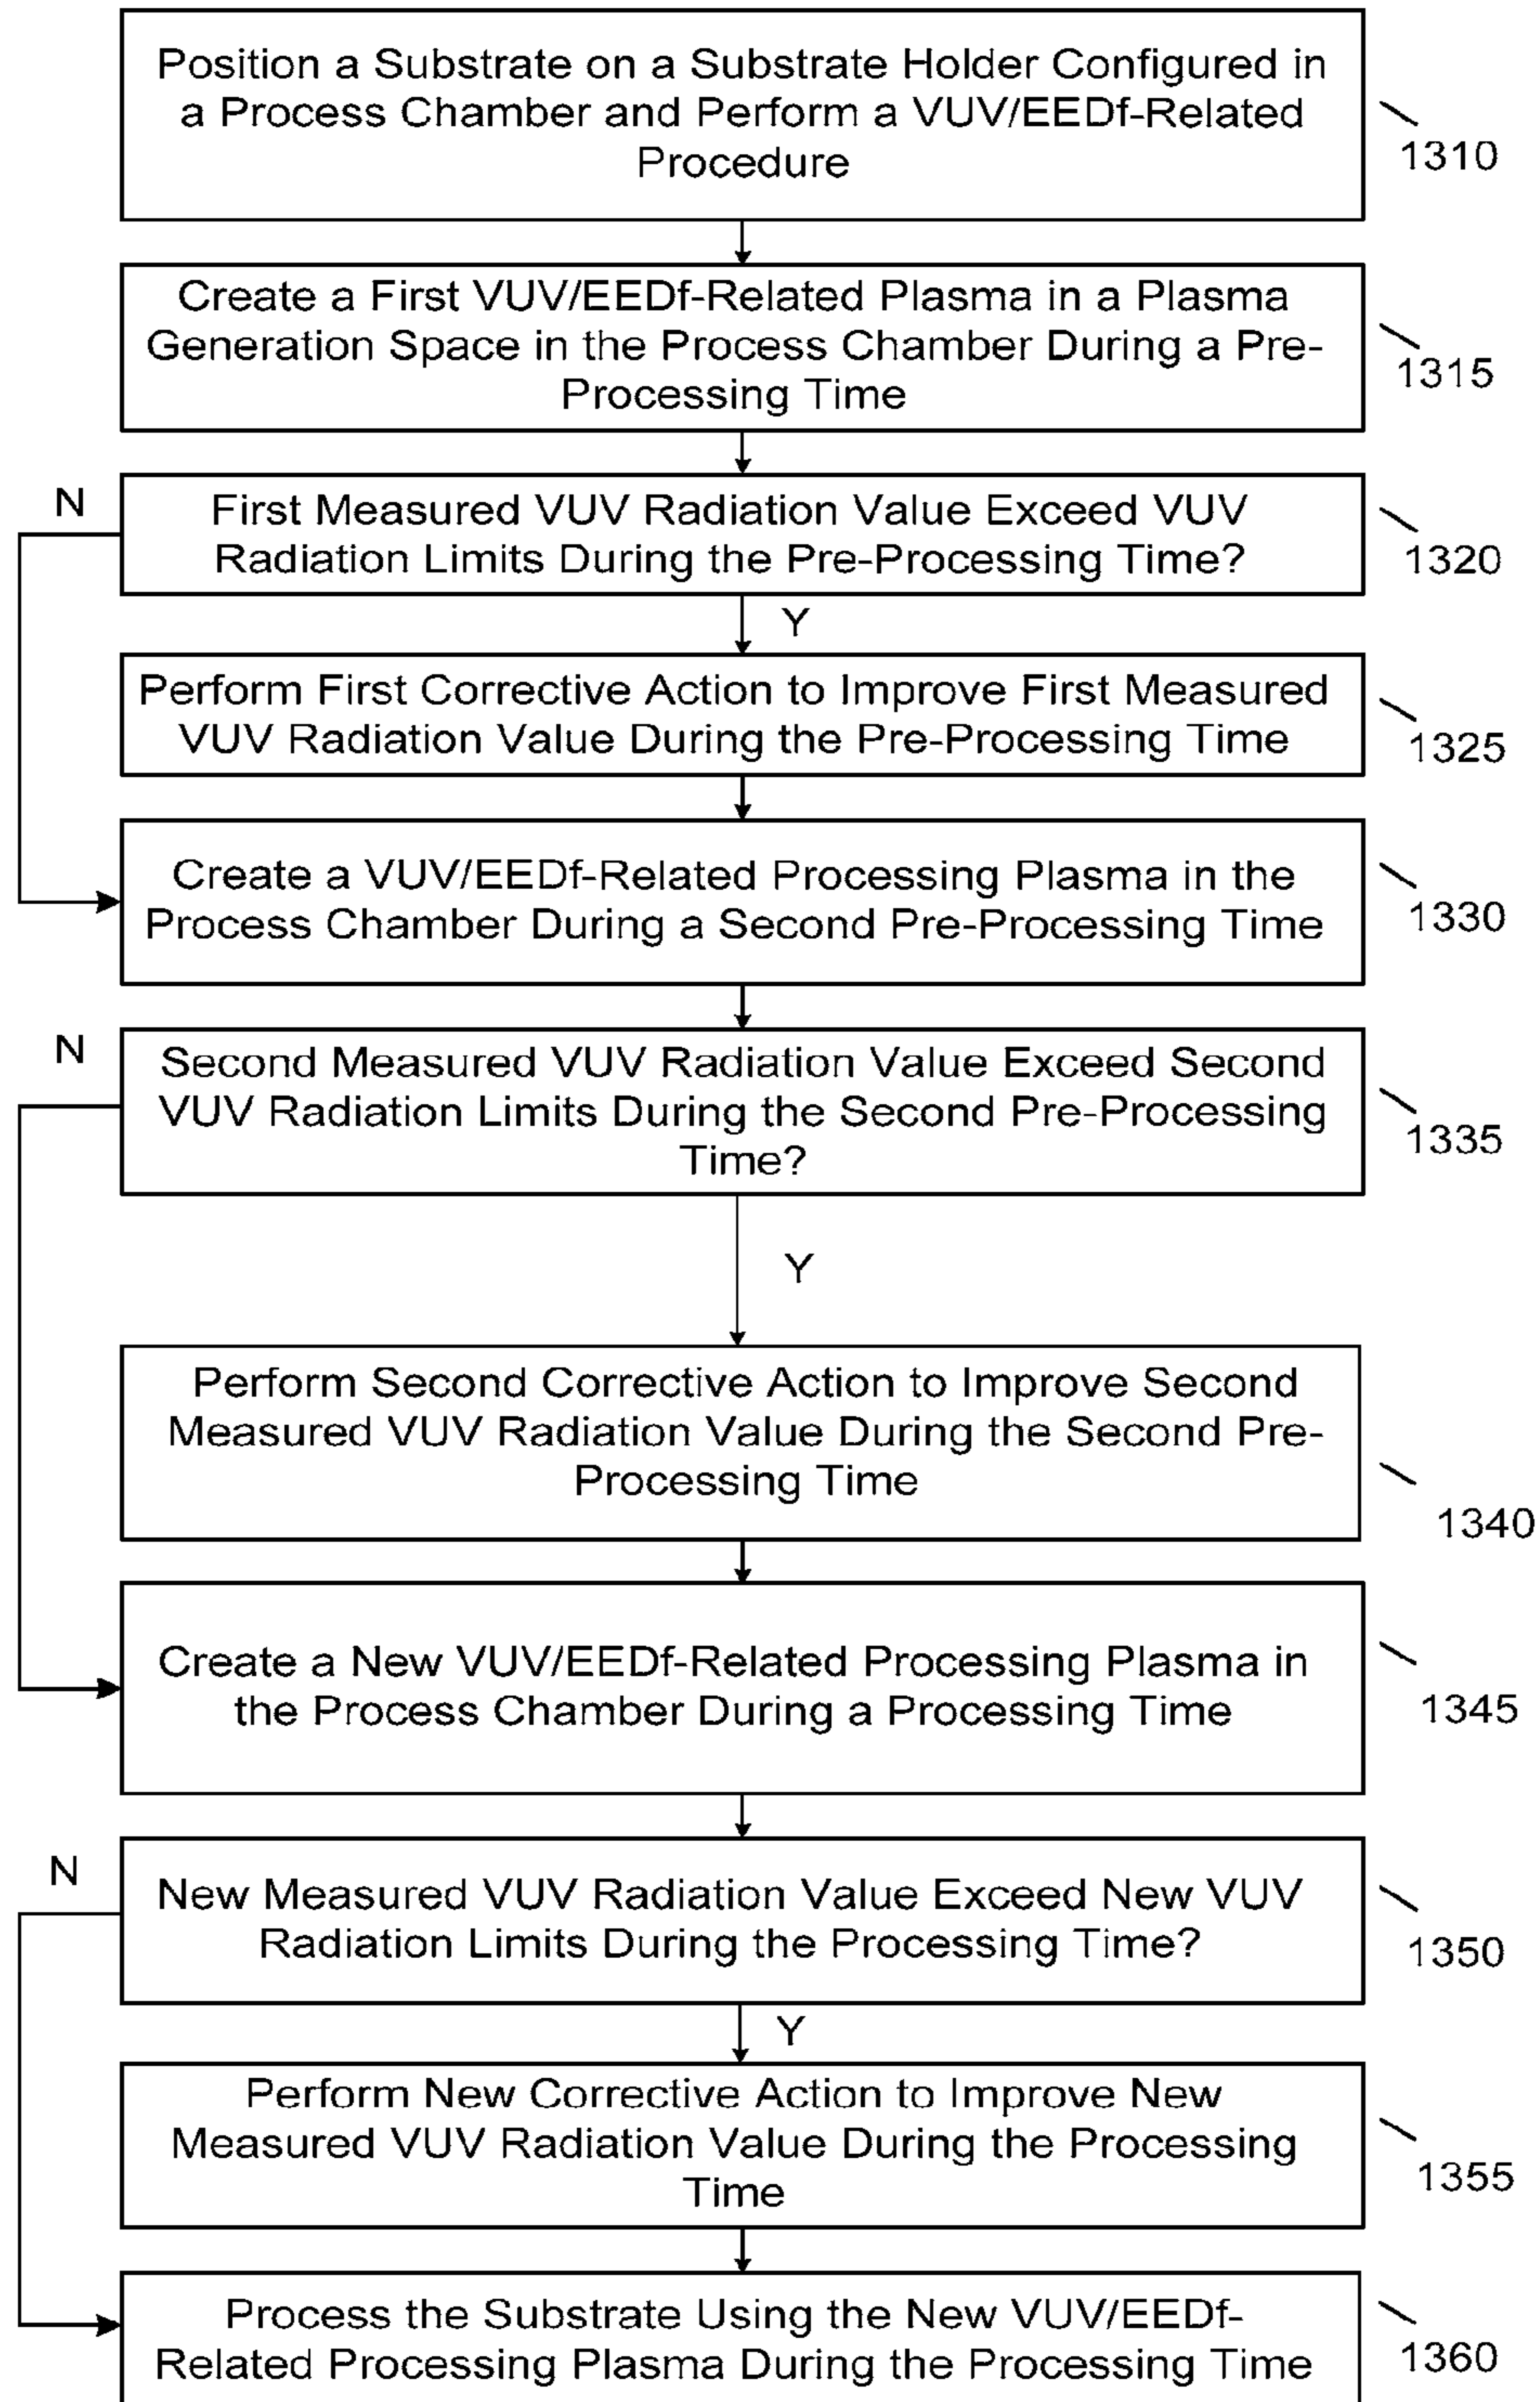 Position a Substrate on a Substrate Holder Configured in
a Process Chamber and Perform a VUV/EEDf-Related
Procedure
1310
Create a First VUV/EEDf-Related Plasma in a Plasma
Generation Space in the Process Chamber During a Pre-
Processing Time
1315
N
First Measured VUV Radiation Value Exceed VUV
Radiation Limits During the Pre-Processing Time?
1320
Y
Perform First Corrective Action to Improve First Measured
VUV Radiation Value During the Pre-Processing Time
1325
Create a VUV/EEDf-Related Processing Plasma in the
Process Chamber During a Second Pre-Processing Time
1330
N
Second Measured VUV Radiation Value Exceed Second
VUV Radiation Limits During the Second Pre-Processing
Time?
1335
Y
Perform Second Corrective Action to Improve Second
Measured VUV Radiation Value During the Second Pre-
Processing Time
1340
Create a New VUV/EEDf-Related Processing Plasma in
the Process Chamber During a Processing Time
1345
N
New Measured VUV Radiation Value Exceed New VUV
Radiation Limits During the Processing Time?
1350
Y
Perform New Corrective Action to Improve New
Measured VUV Radiation Value During the Processing
Time
1355
Process the Substrate Using the New VUV/EEDf-
Related Processing Plasma During the Processing Time
1360